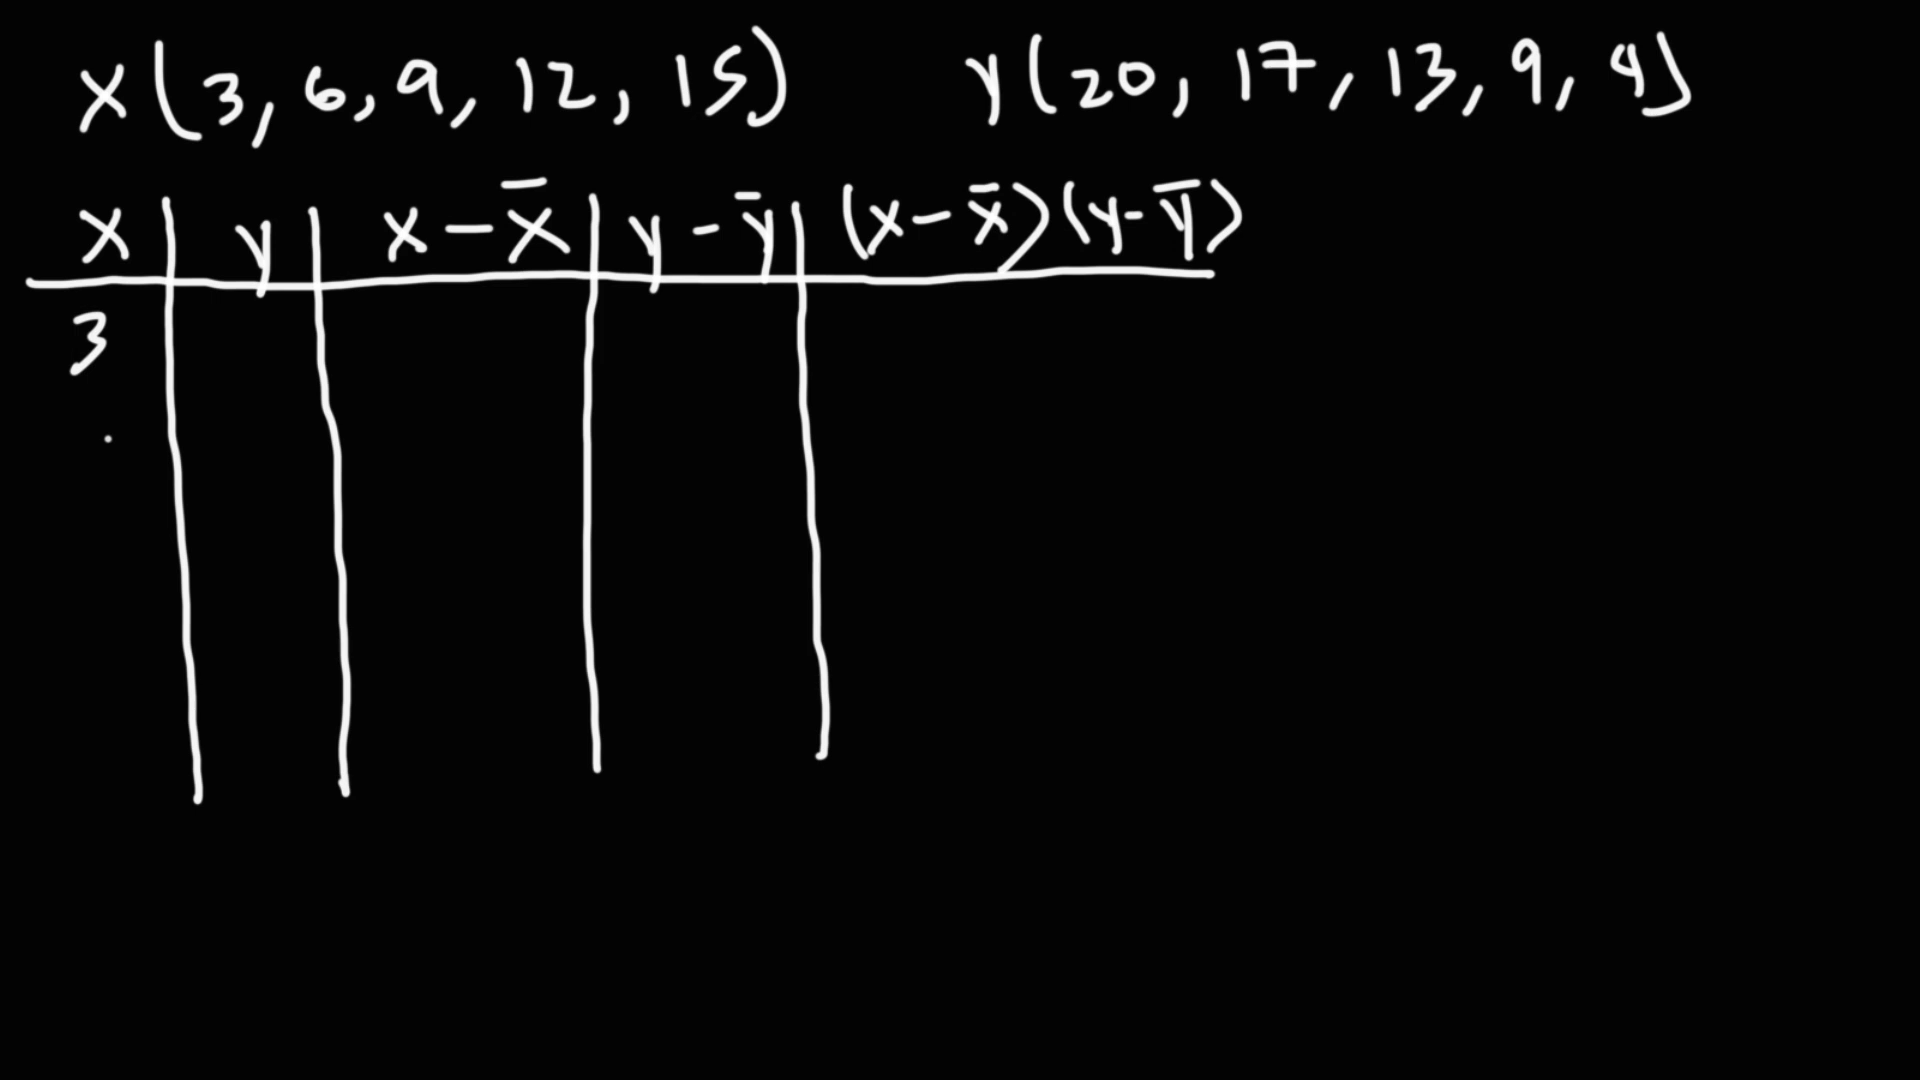 x(3, 6, 9, 12, 15) y(20, 17, 13, 9, 4)
x y x - x̅ y - y̅ (x - x̅)(y - y̅)
3